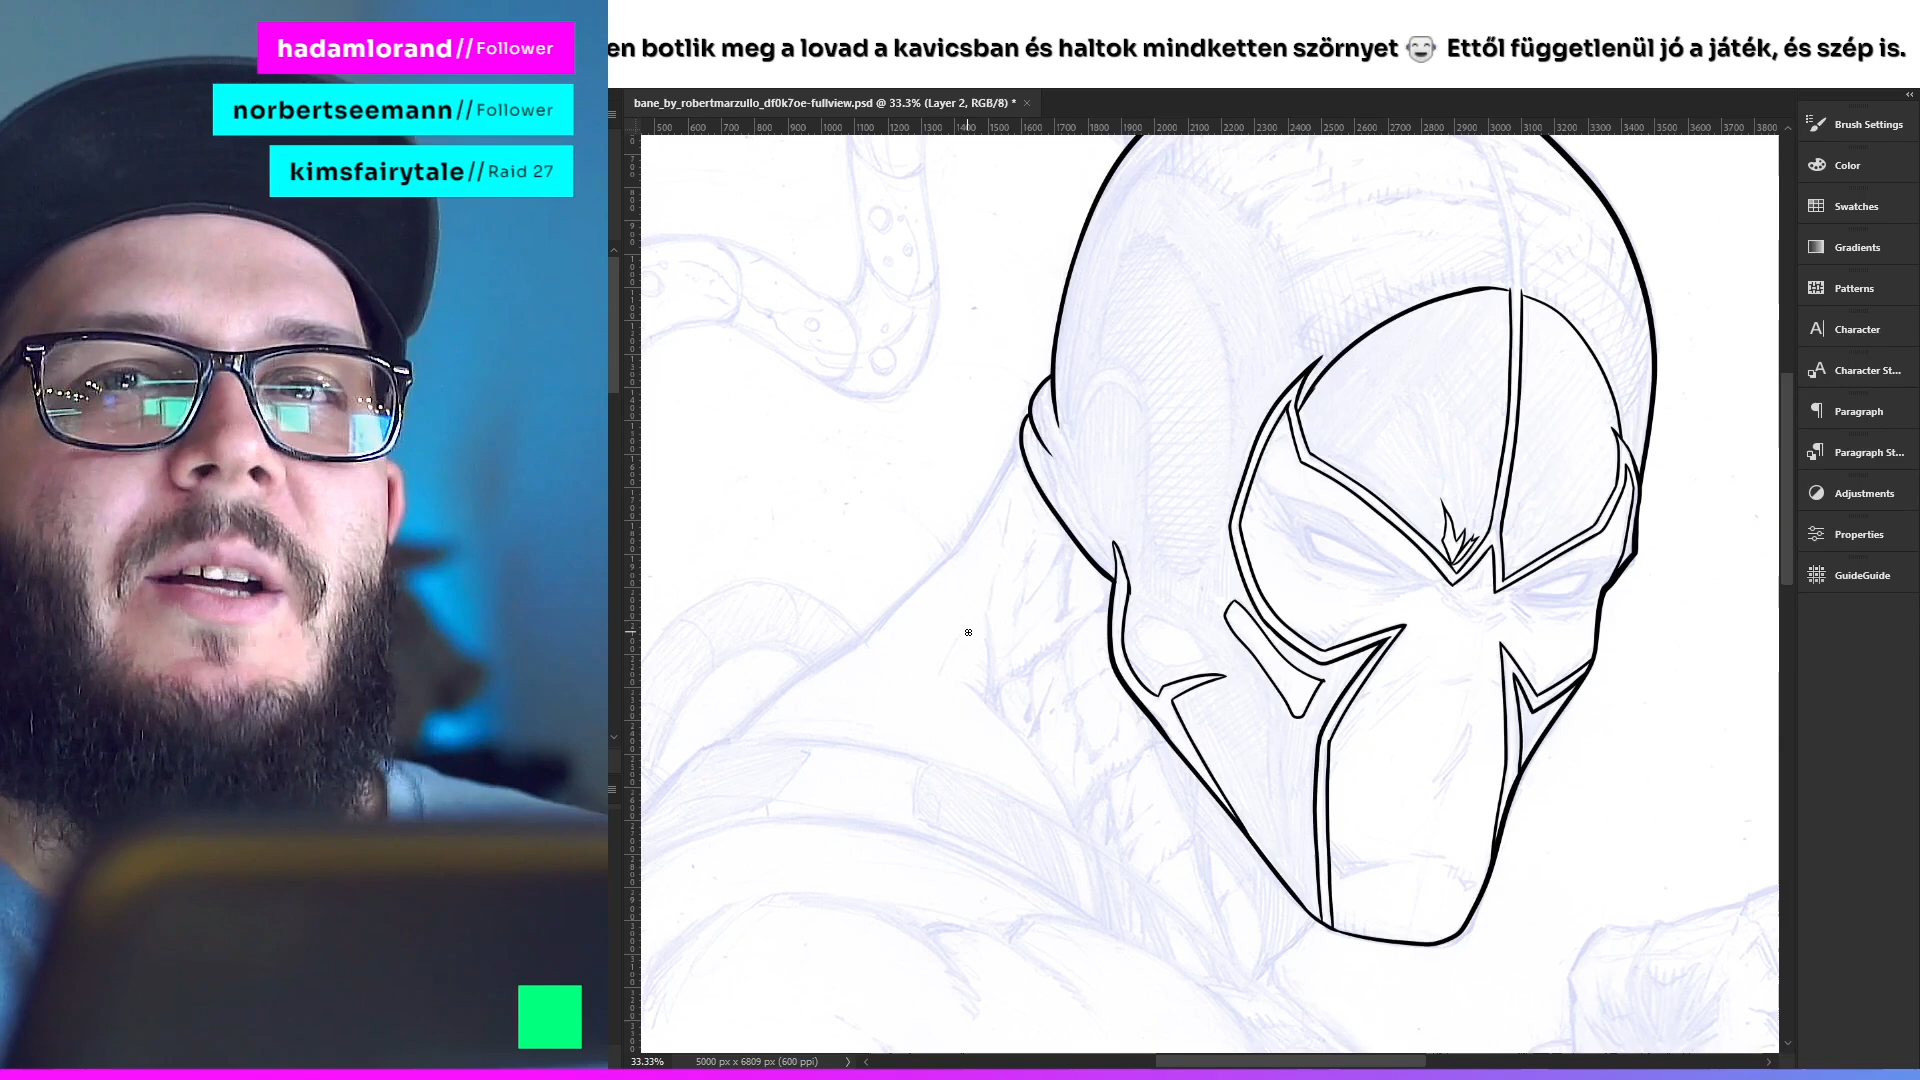 hadamlorand // Follower
norbertseemann // Follower
kimsfairytale // Raid 27
en botlik meg a lovad a kavicsban és haltok mindketten szörnyet Ettől függetlenül jó a játék, és szép is.
bane_by_robertmarzullo_df0k7oe-fullview.psd @ 33.3% (Layer 2, RGB/8) * ×
500 600 700 800 900 1000 1100 1200 1300 1400 1500 1600 1700 1800 1900 2000 2100 2200 2300 2400 2500 2600 2700 2800 2900 3000 3100 3200 3300 3400 3500 3600 3700 3800
Brush Settings
Color
Swatches
Gradients
Patterns
Character
Character St...
Paragraph
Paragraph St...
Adjustments
Properties
GuideGuide
33.33% 5000 px x 6809 px (600 ppi)